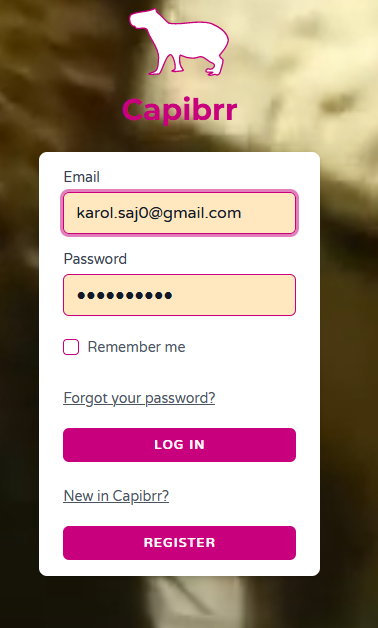 Capibrr
Email
karol.saj0@gmail.com
Password
●●●●●●●●●●
Remember me
Forgot your password?
LOG IN
New in Capibrr?
REGISTER